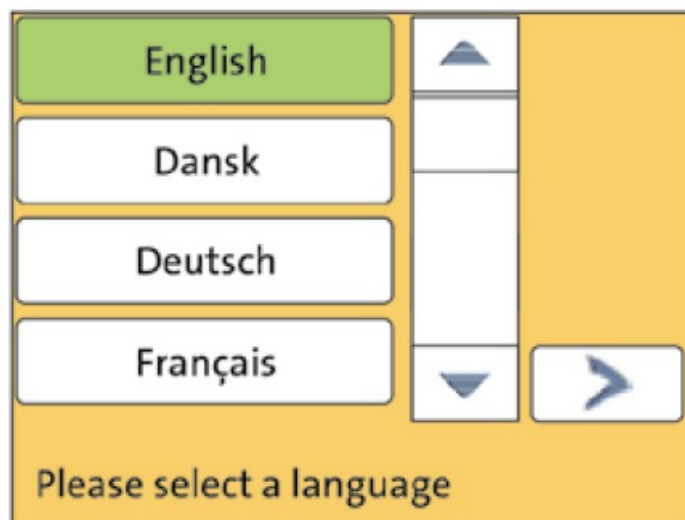 English
Dansk
Deutsch
Français
Please select a language